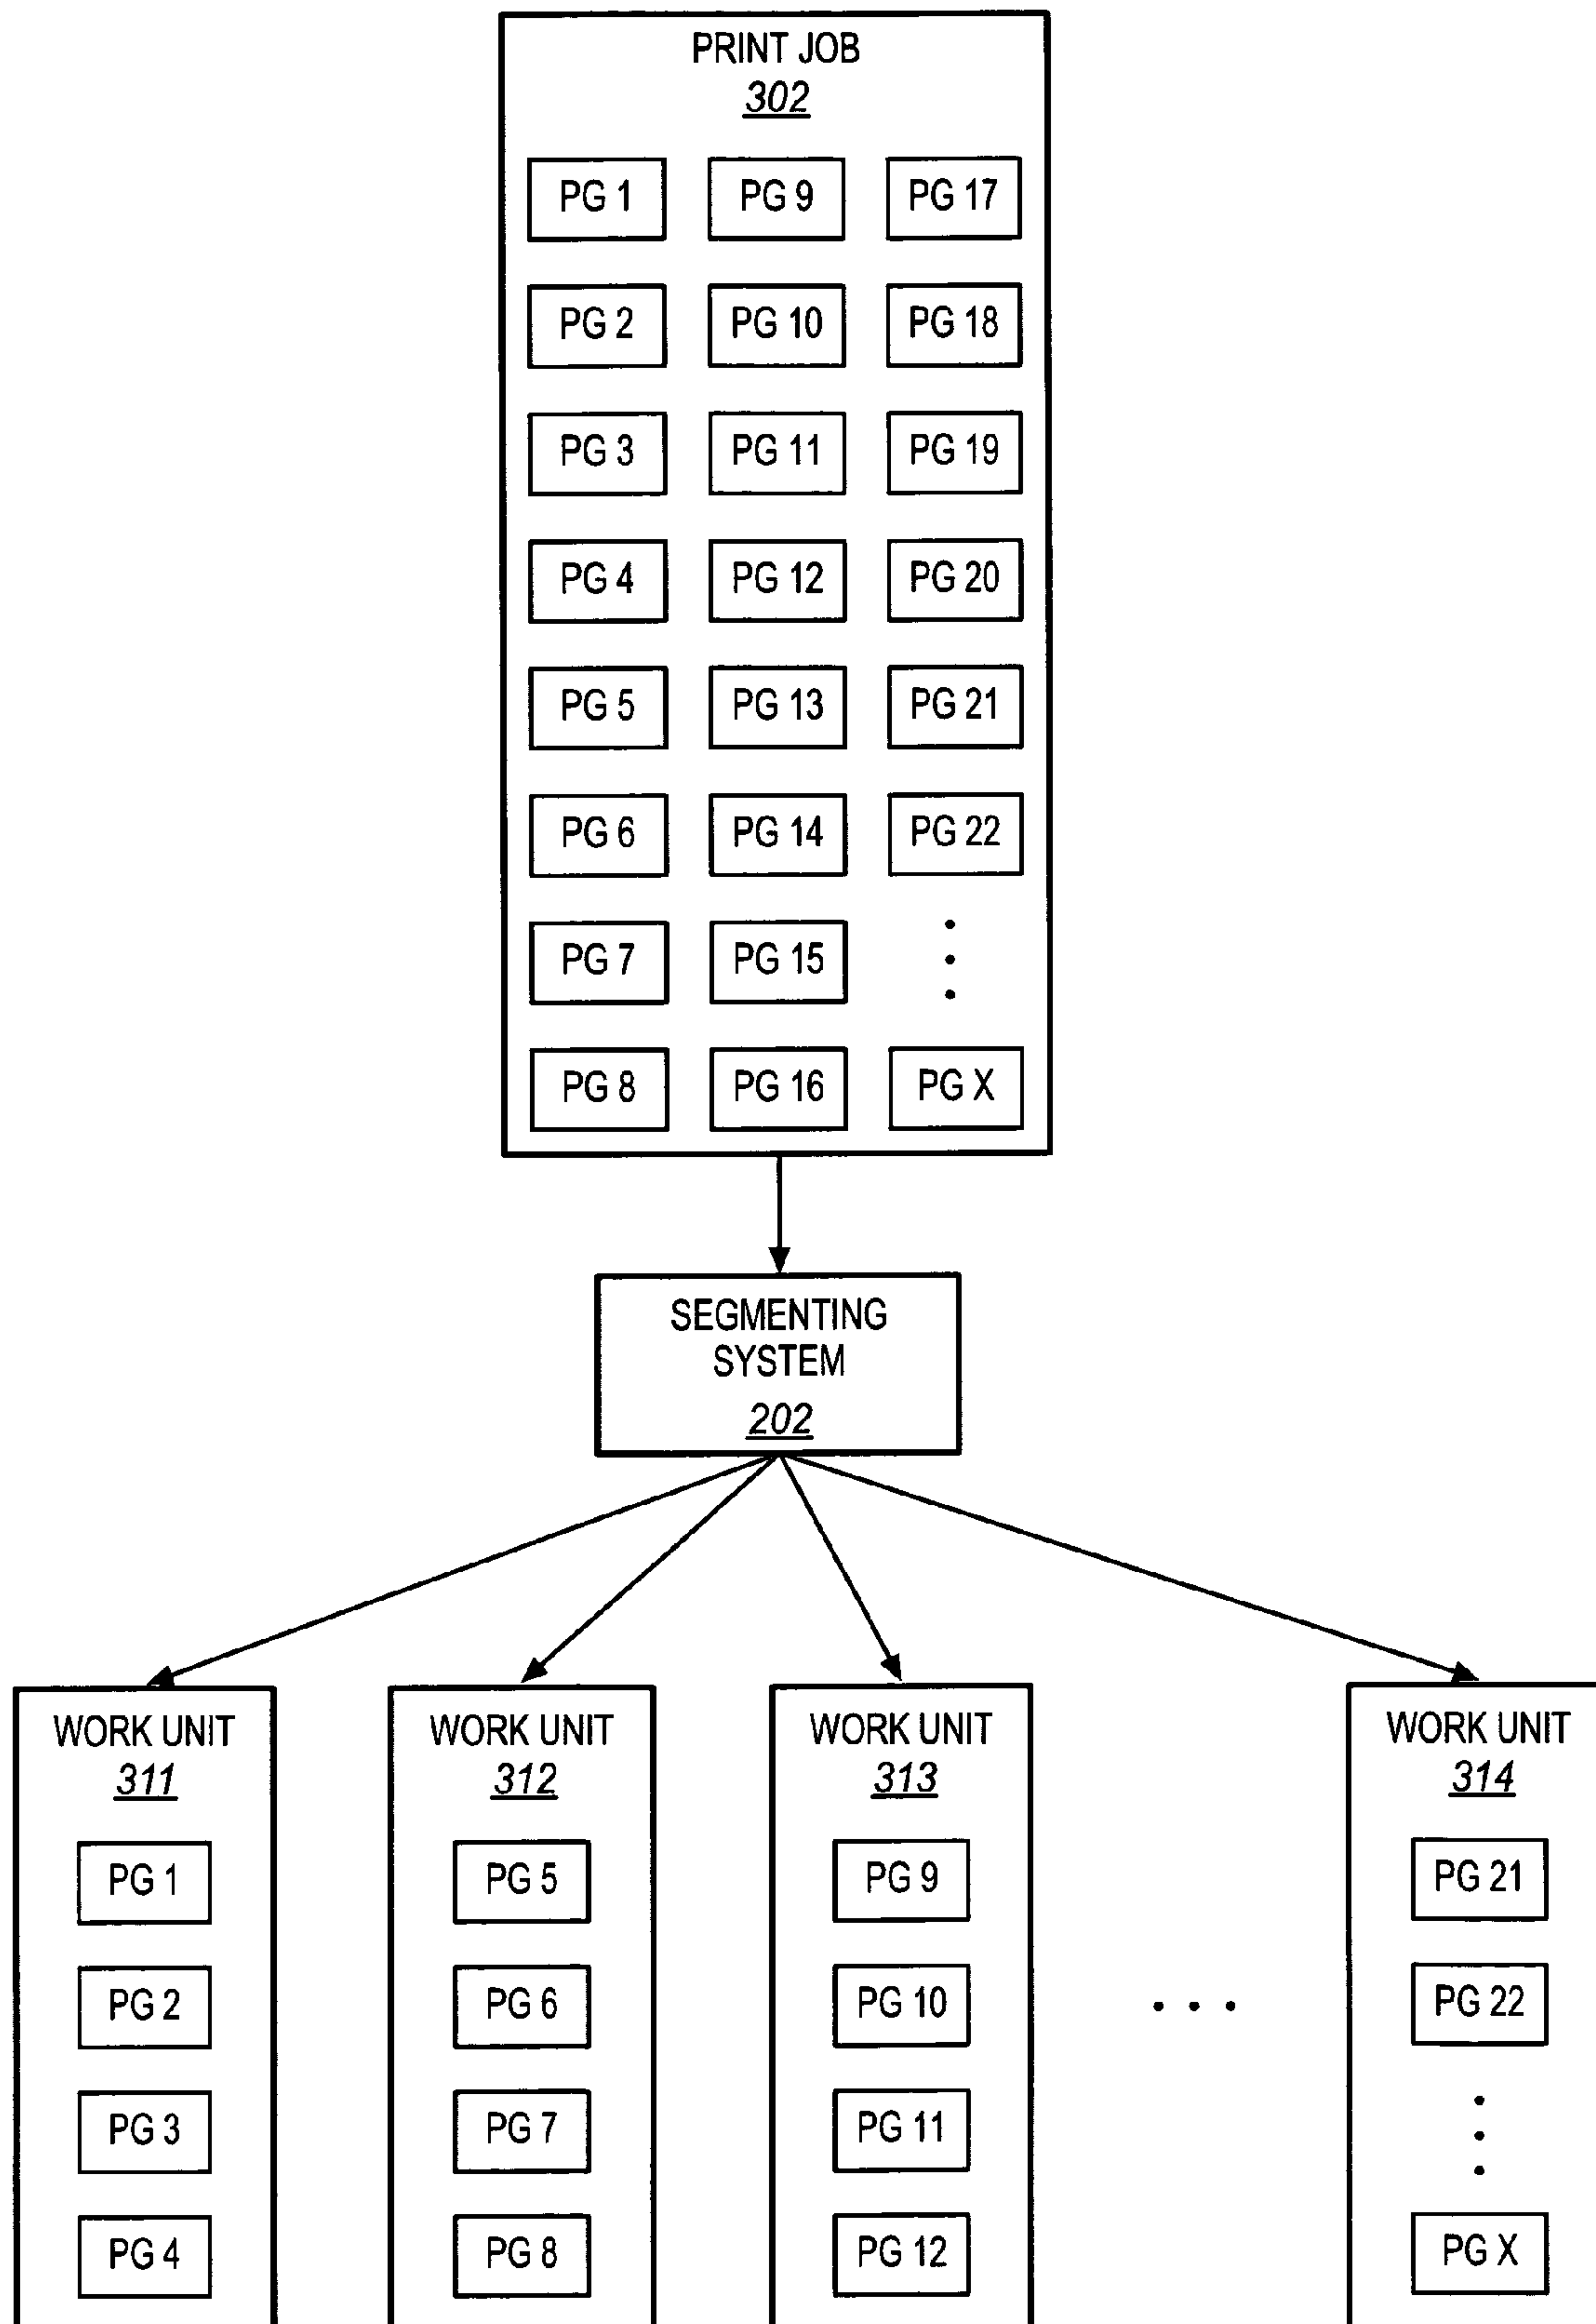 PRINT JOB
302
PG 1 PG 9 PG 17
PG 2 PG 10 PG 18
PG 3 PG 11 PG 19
PG 4 PG 12 PG 20
PG 5 PG 13 PG 21
PG 6 PG 14 PG 22
PG 7 PG 15
PG 8 PG 16 PG X
SEGMENTING
SYSTEM
202
WORK UNIT
311
PG 1
PG 2
PG 3
PG 4
WORK UNIT
312
PG 5
PG 6
PG 7
PG 8
WORK UNIT
313
PG 9
PG 10
PG 11
PG 12
. . .
WORK UNIT
314
PG 21
PG 22
PG X